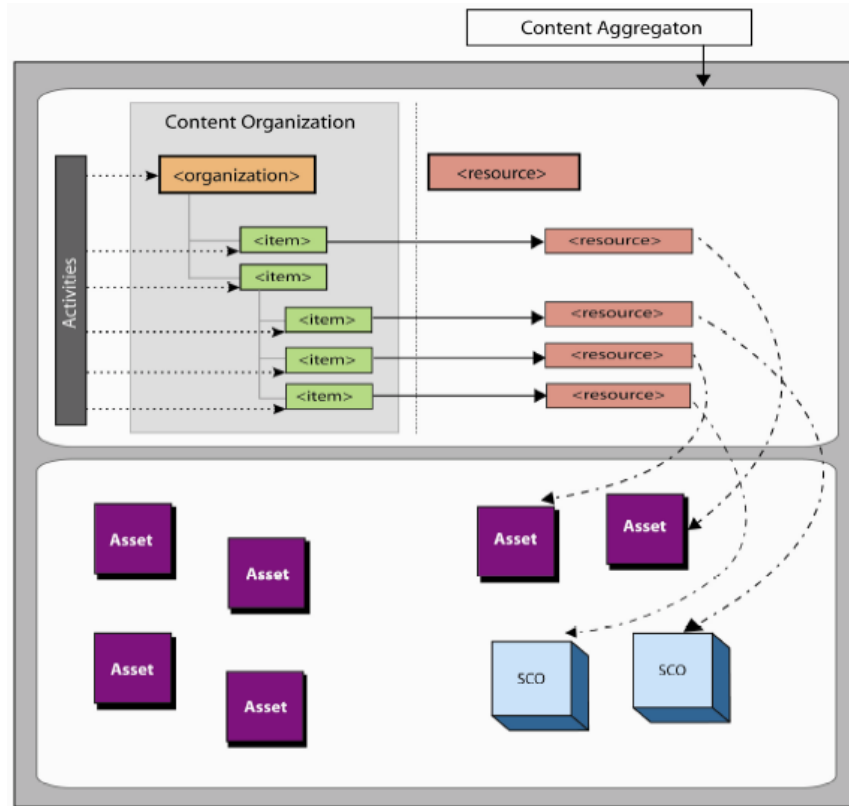 Content Aggregaton
Content Organization
<organization>
<resource>
<item>
<resource>
<item>
<item>
<resource>
<item>
<resource>
<item>
<resource>
Activities
Asset
Asset
Asset
Asset
Asset
Asset
SCO
SCO